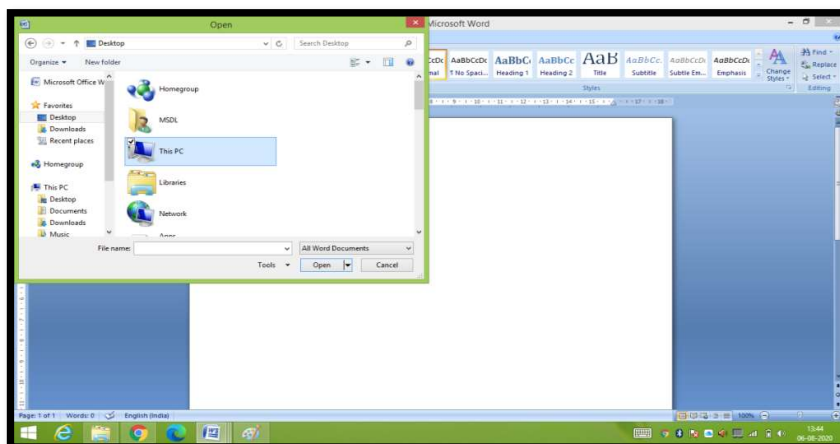 Open
Microsoft Word
Desktop
Search Desktop
Organize
New folder
Microsoft Office W
Favorites
Desktop
Downloads
Recent places
Homegroup
This PC
Desktop
Documents
Downloads
Music
Homegroup
MSDL
This PC
Libraries
Network
File name:
All Word Documents
Tools
Open
Cancel
AaBbCcDc
AaBbCc
AaBbCc
AaB
AaBbCc.
AaBbCcDi
AaBbCcDi
T No Spaci...
Heading 1
Heading 2
Title
Subtitle
Subtle Em...
Emphasis
Change
Styles
Find
Replace
Select
Styles
Editing
Page: 1 of 1
Words: 0
English (India)
100%
13:44
06-08-2020